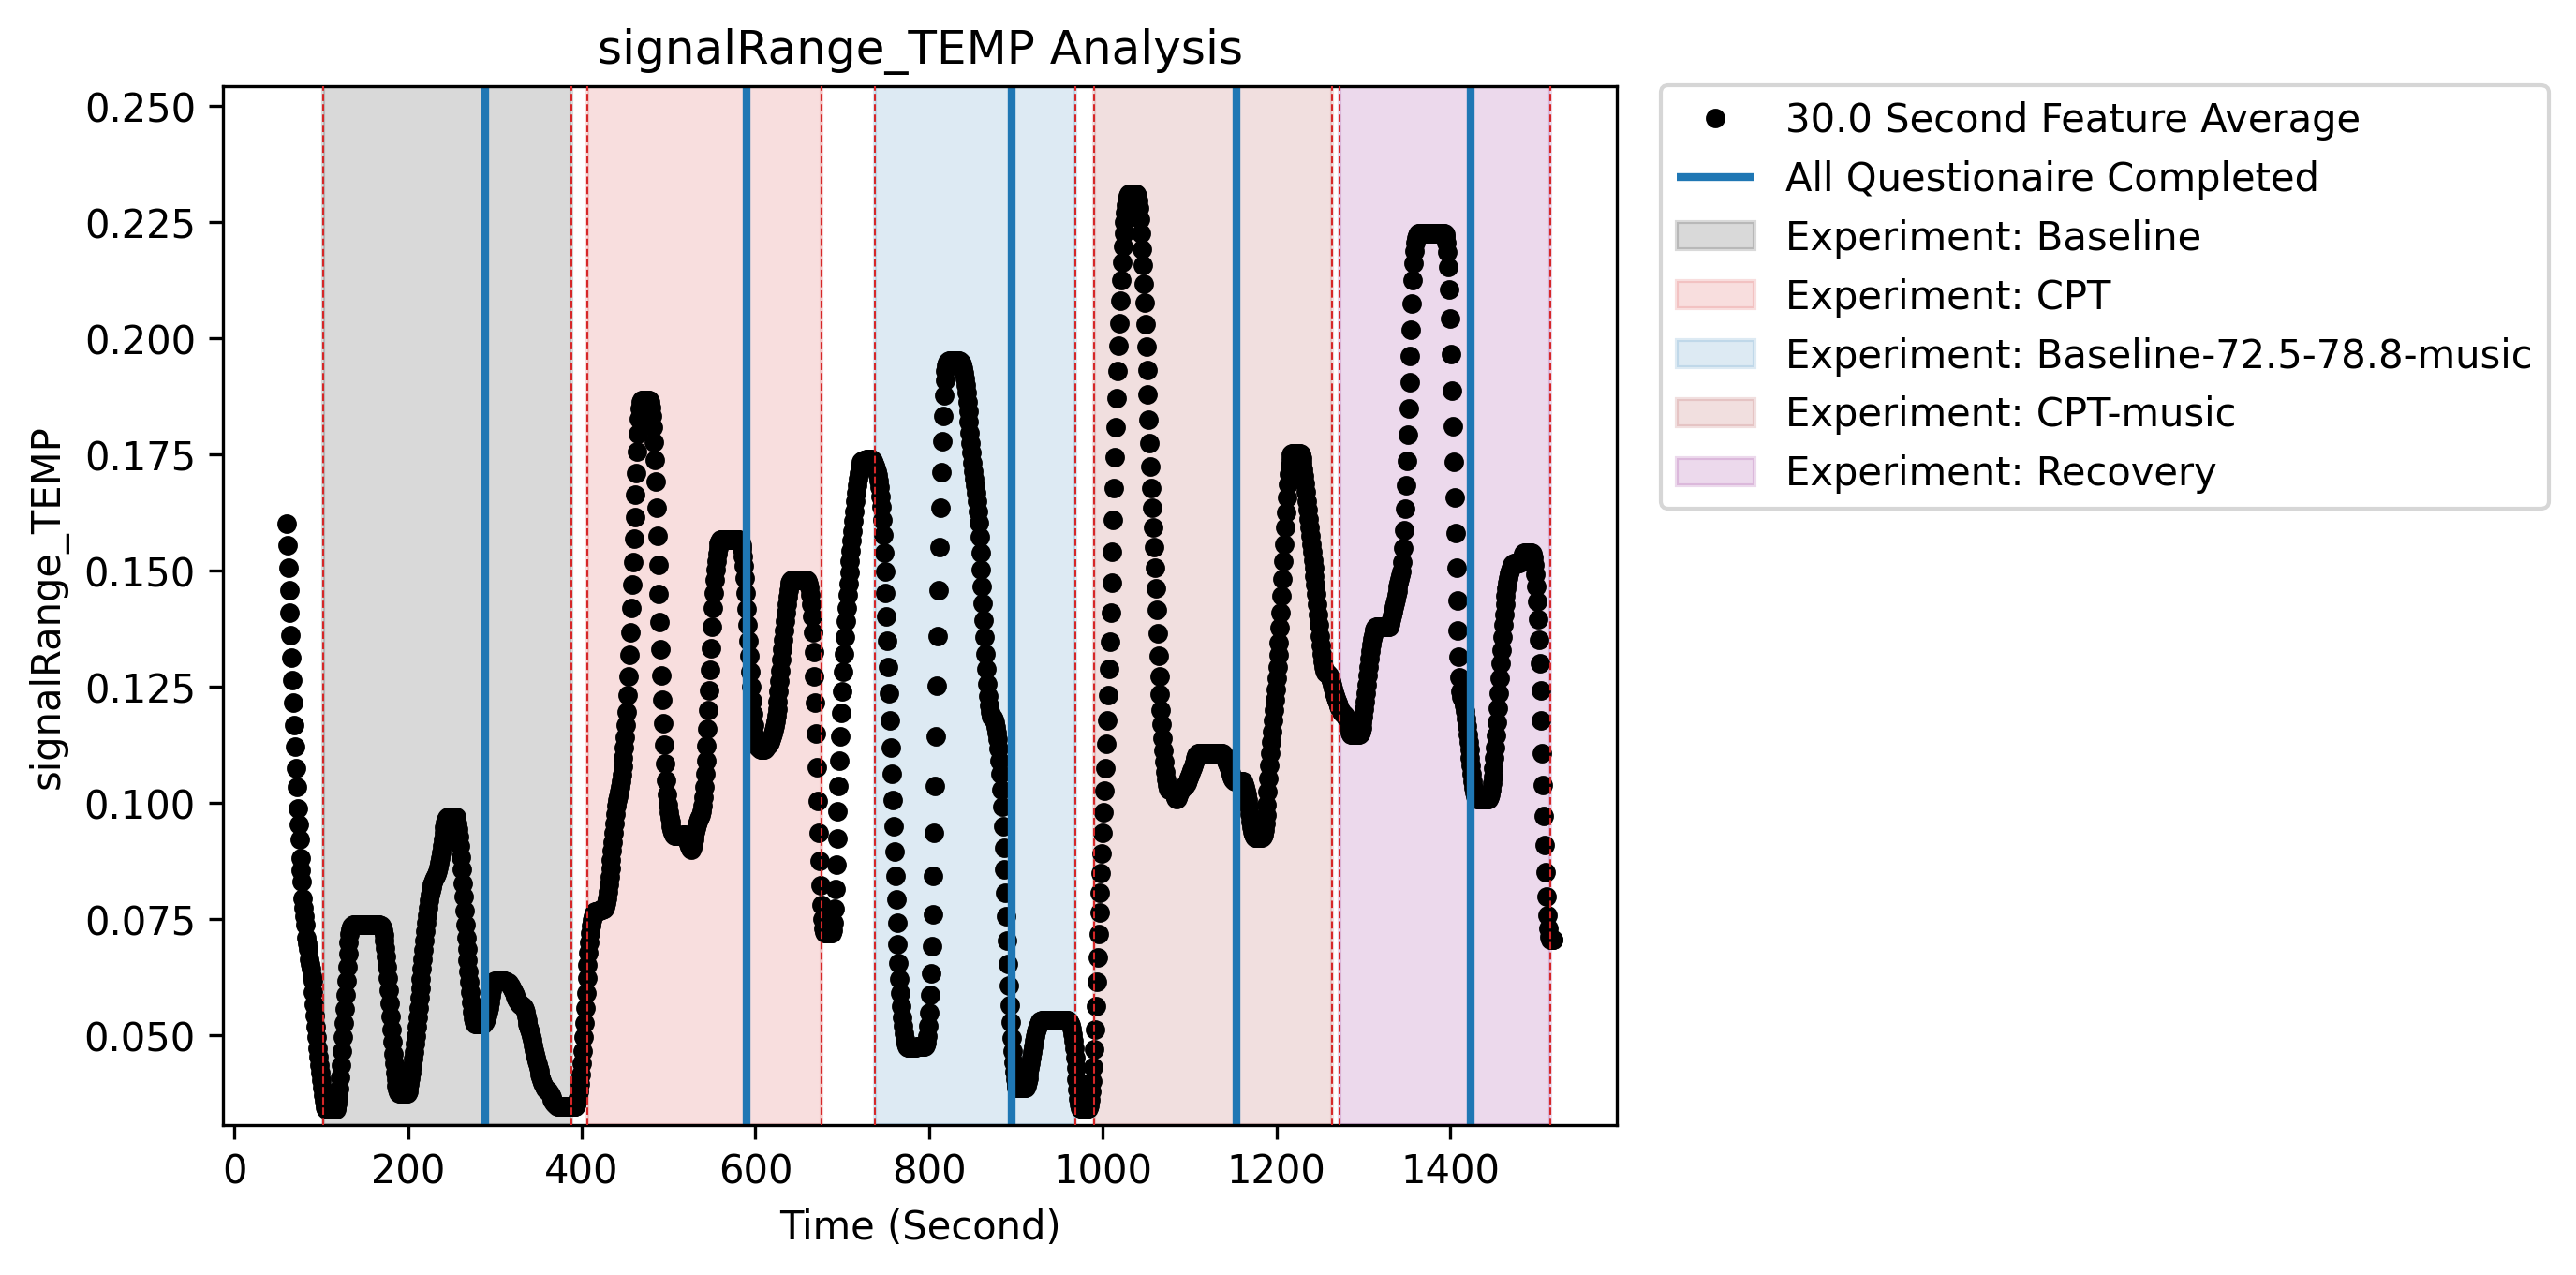 signalRange_TEMP Analysis
0.250
0.225
0.200
0.175
0.150
0.125
0.100
0.075
0.050
signalRange_TEMP
0 200 400 600 800 1000 1200 1400
Time (Second)
30.0 Second Feature Average
All Questionaire Completed
Experiment: Baseline
Experiment: CPT
Experiment: Baseline-72.5-78.8-music
Experiment: CPT-music
Experiment: Recovery